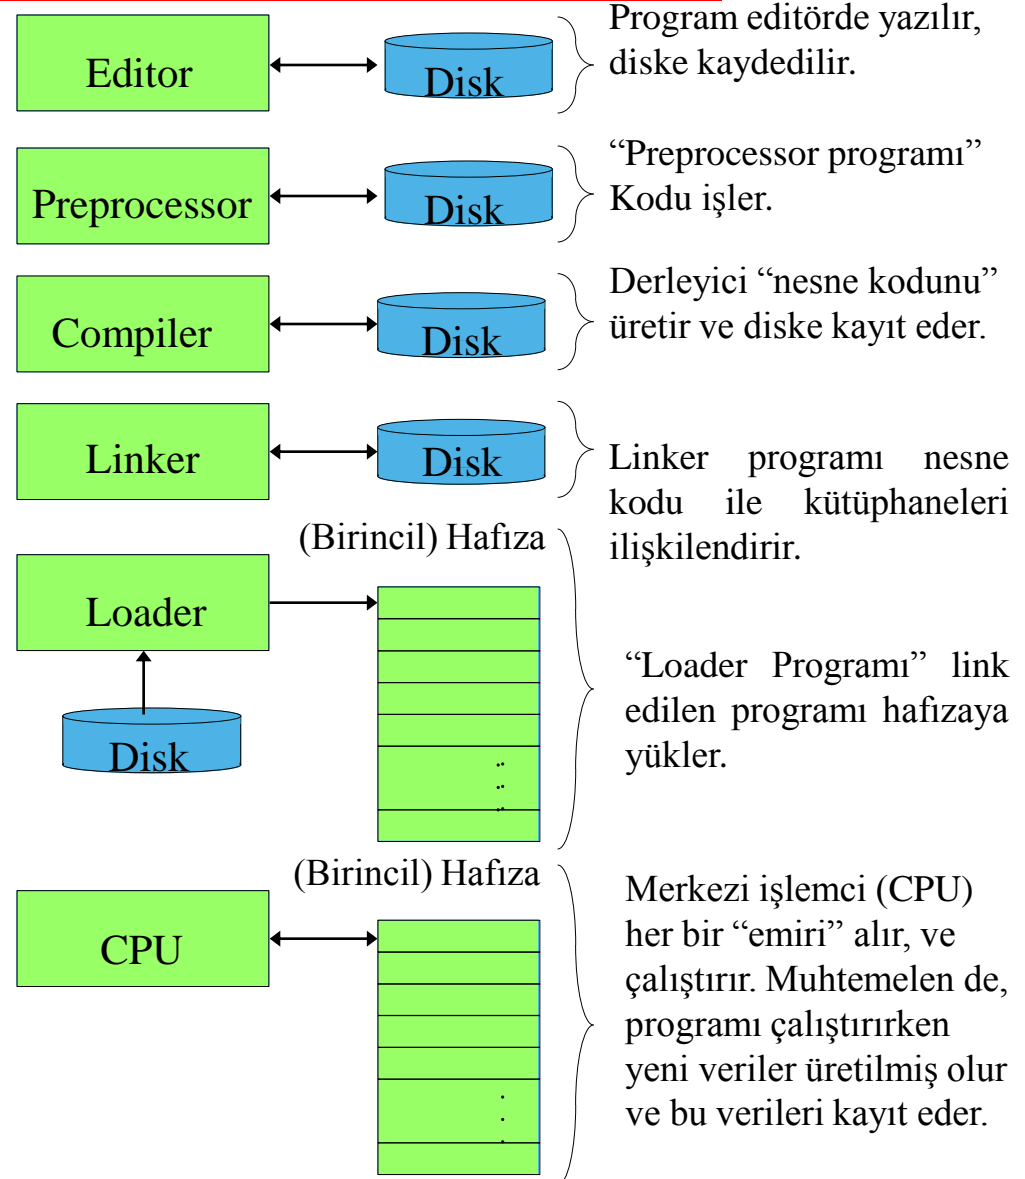 Program editörde yazılır,
Editor
Disk
diske kaydedilir.
“Preprocessor programı”
Preprocessor
Disk
Kodu işler.
Derleyici “nesne kodunu”
Compiler
Disk
üretir ve diske kayıt eder.
Linker
Disk
Linker programı nesne
kodu ile kütüphaneleri
ilişkilendirir.
(Birincil) Hafıza
Loader
Disk
“Loader Programı” link
edilen programı hafızaya
yükler.
(Birincil) Hafıza
CPU
Merkezi işlemci (CPU)
her bir “emiri” alır, ve
çalıştırır. Muhtemelen de,
programı çalıştırırken
yeni veriler üretilmiş olur
ve bu verileri kayıt eder.